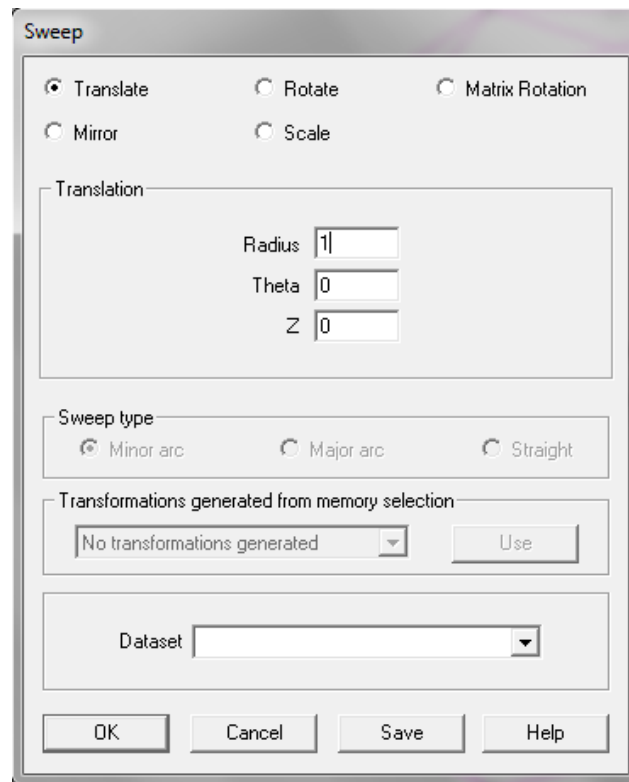 Sweep
Translate Rotate Matrix Rotation
Mirror Scale
Translation
Radius 1
Theta 0
Z 0
Sweep type
Minor arc Major arc Straight
Transformations generated from memory selection
No transformations generated Use
Dataset
OK Cancel Save Help